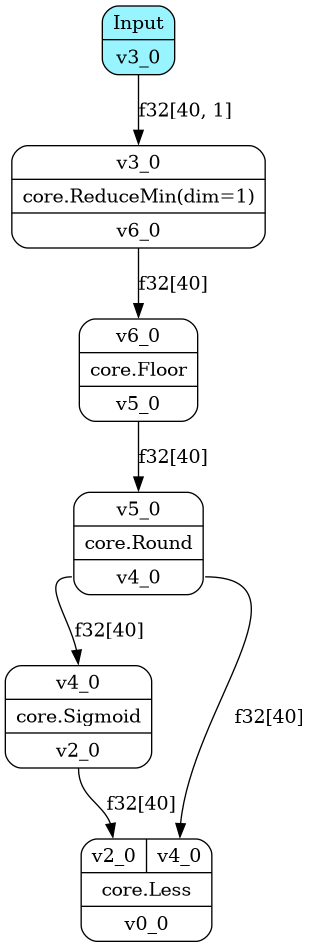 Input
v3_0
f32[40, 1]
v3_0
core.ReduceMin(dim=1)
v6_0
f32[40]
v6_0
core.Floor
v5_0
f32[40]
v5_0
core.Round
v4_0
f32[40]
v4_0
core.Sigmoid
v2_0
f32[40]
f32[40]
v2_0 v4_0
core.Less
v0_0